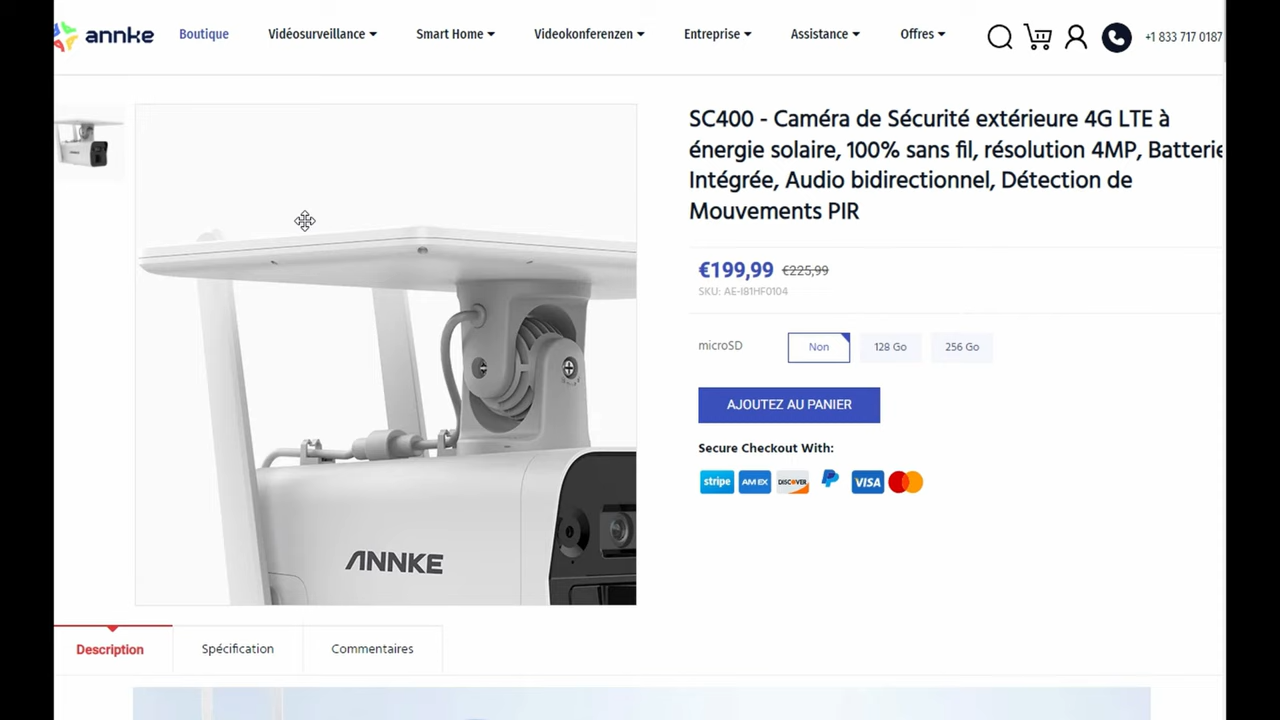 annke
Boutique
Vidéosurveillance
Smart Home
Videokonferenzen
Entreprise
Assistance
Offres
+1 833 717 0187
SC400 - Caméra de Sécurité extérieure 4G LTE à
énergie solaire, 100% sans fil, résolution 4MP, Batterie
Intégrée, Audio bidirectionnel, Détection de
Mouvements PIR
€199,99 €225,99
SKU: AE-I81HF0104
microSD
Non
128 Go
256 Go
AJOUTEZ AU PANIER
Secure Checkout With:
stripe
AM EX
DISCOVER
VISA
ANNKE
Description
Spécification
Commentaires